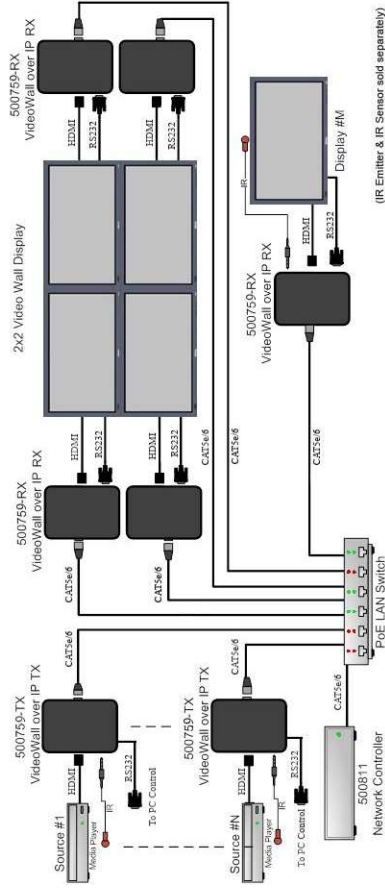 500759-RX
VideoWall over IP RX
HDMI
RS232
HDMI
RS232
2x2 Video Wall Display
HDMI
RS232
HDMI
RS232
500759-RX
VideoWall over IP RX
CAT5e/6
CAT5e/6
CAT5e/6
CAT5e/6
IR
Display #M
HDMI
RS232
500759-RX
VideoWall over IP RX
CAT5e/6
(IR Emitter & IR Sensor sold separately)
500759-TX
VideoWall over IP TX
CAT5e/6
HDMI
IR
RS232
To PC Control
Source #1
Media Player
500759-TX
VideoWall over IP TX
CAT5e/6
HDMI
IR
RS232
To PC Control
Source #N
Media Player
PoE LAN Switch
CAT5e/6
500811
Network Controller